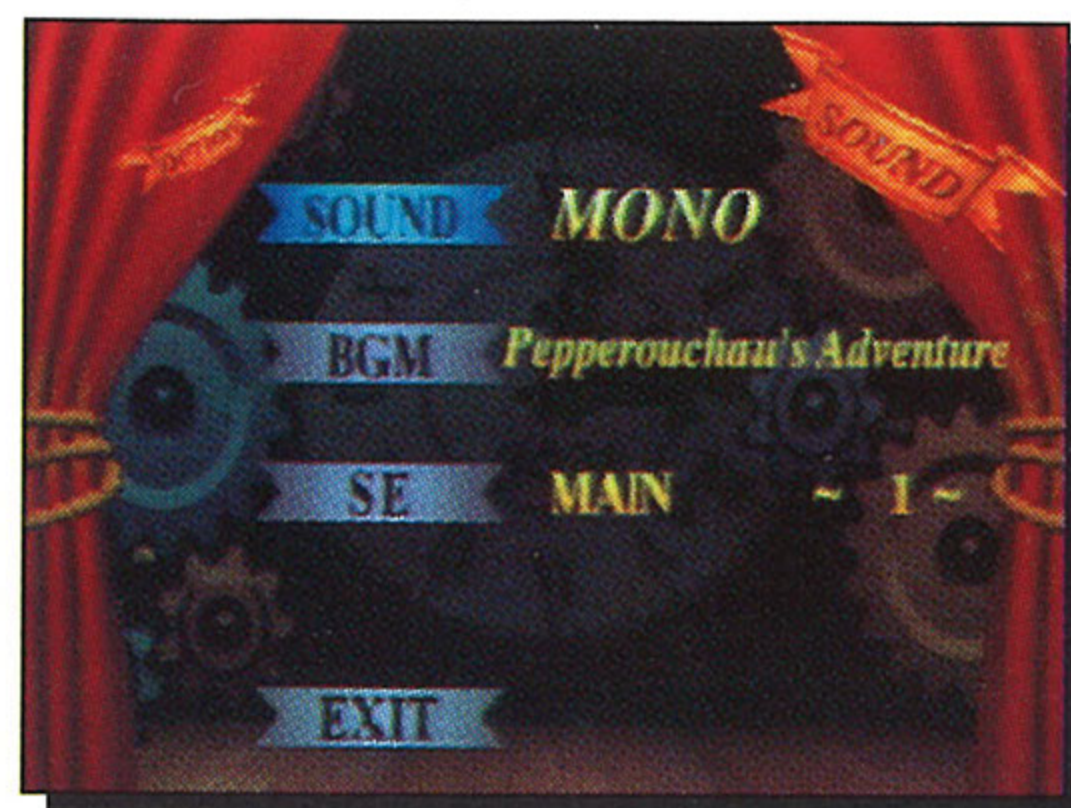 SOUND
SOUND MONO
BGM Pepperouchau's Adventure
SE MAIN ~ 1 ~
EXIT